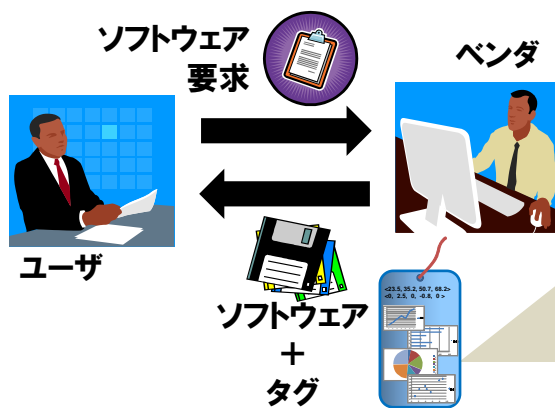 ソフトウェア
要求
ベンダ
ユーザ
ソフトウェア
+
タグ
<23.5, 35.2, 50.7, 68.2>
<0, 2.5, 0, -0.8, 0 >